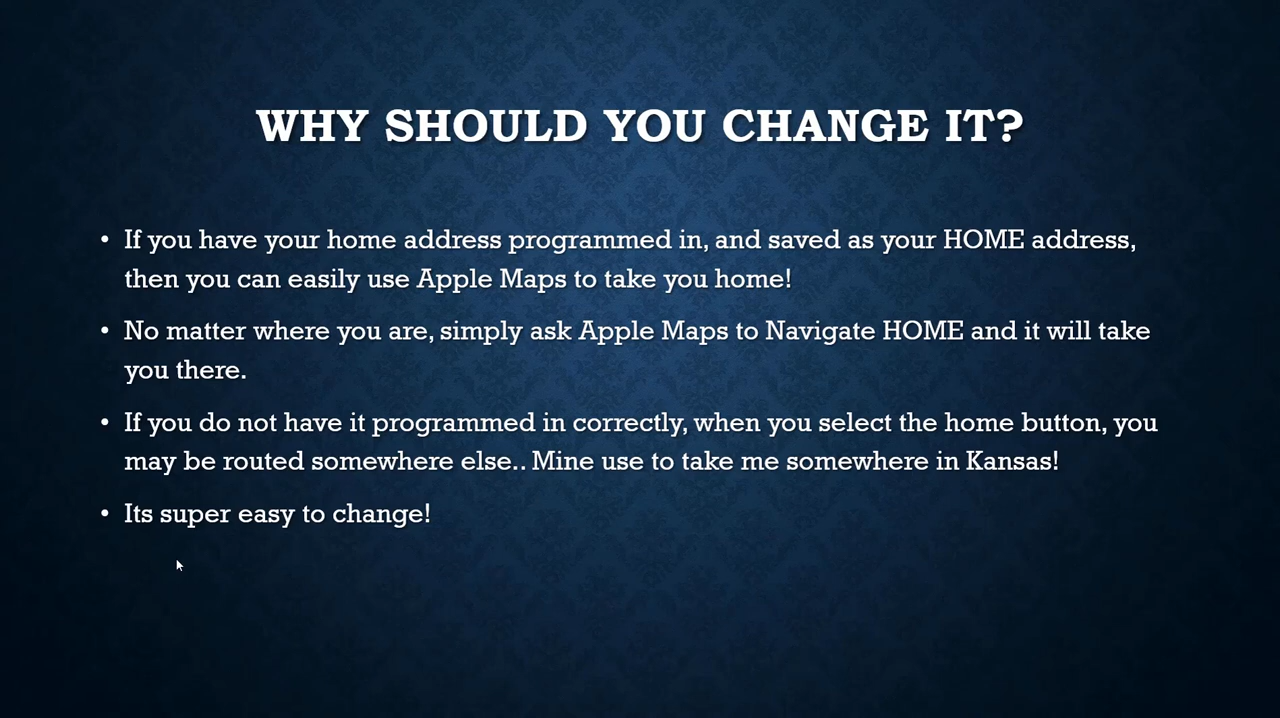 WHY SHOULD YOU CHANGE IT?
• If you have your home address programmed in, and saved as your HOME address,
then you can easily use Apple Maps to take you home!
• No matter where you are, simply ask Apple Maps to Navigate HOME and it will take
you there.
• If you do not have it programmed in correctly, when you select the home button, you
may be routed somewhere else.. Mine use to take me somewhere in Kansas!
• Its super easy to change!